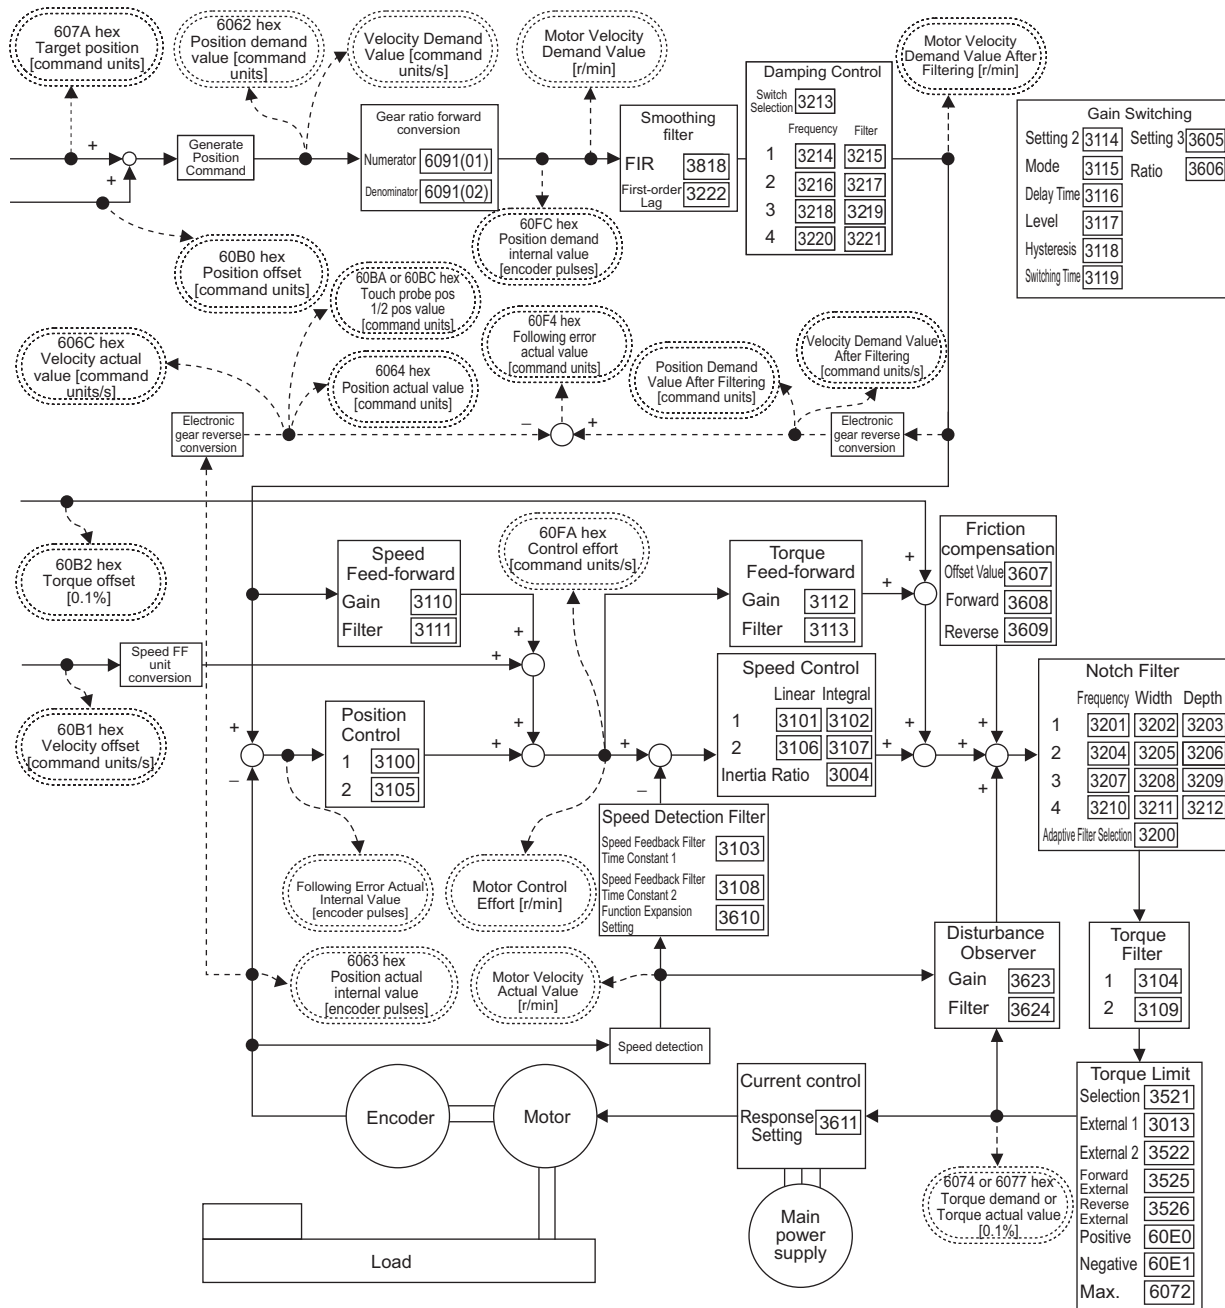 607A hex
Target position
[command units]
6062 hex
Position demand
value [command
units]
Velocity Demand
Value [command
units/s]
Motor Velocity
Demand Value
[r/min]
Motor Velocity
Demand Value After
Filtering [r/min]
+
+
Generate
Position
Command
Gear ratio forward
conversion
Numerator 6091(01)
Denominator 6091(02)
Smoothing
filter
FIR 3818
First-order
Lag 3222
Damping Control
Switch
Selection 3213
Frequency Filter
1 3214 3215
2 3216 3217
3 3218 3219
4 3220 3221
Gain Switching
Setting 2 3114 Setting 3 3605
Mode 3115 Ratio 3606
Delay Time 3116
Level 3117
Hysteresis 3118
Switching Time 3119
60B0 hex
Position offset
[command units]
60FC hex
Position demand
internal value
[encoder pulses]
60BA or 60BC hex
Touch probe pos
1/2 pos value
[command units]
606C hex
Velocity actual
value [command
units/s]
6064 hex
Position actual value
[command units]
60F4 hex
Following error
actual value
[command units]
Position Demand
Value After Filtering
[command units]
Velocity Demand Value
After Filtering
[command units/s]
Electronic
gear reverse
conversion
−
+
Electronic
gear reverse
conversion
60B2 hex
Torque offset
[0.1%]
Speed
Feed-forward
Gain 3110
Filter 3111
60FA hex
Control effort
[command units/s]
Torque
Feed-forward
Gain 3112
Filter 3113
+
+
Friction
compensation
Offset Value 3607
Forward 3608
Reverse 3609
Speed FF
unit
conversion
+
+
60B1 hex
Velocity offset
[command units/s]
+
−
Position
Control
1 3100
2 3105
+
+
+
−
Speed Control
Linear Integral
1 3101 3102
2 3106 3107
Inertia Ratio 3004
+
+
+
+
+
Notch Filter
Frequency Width Depth
1 3201 3202 3203
2 3204 3205 3206
3 3207 3208 3209
4 3210 3211 3212
Adaptive Filter Selection 3200
Following Error Actual
Internal Value
[encoder pulses]
Motor Control
Effort [r/min]
Speed Detection Filter
Speed Feedback Filter
Time Constant 1 3103
Speed Feedback Filter
Time Constant 2 3108
Function Expansion
Setting 3610
6063 hex
Position actual
internal value
[encoder pulses]
Motor Velocity
Actual Value
[r/min]
Disturbance
Observer
Gain 3623
Filter 3624
Torque
Filter
1 3104
2 3109
Speed detection
Encoder
Motor
Current control
Response
Setting 3611
Torque Limit
Selection 3521
External 1 3013
External 2 3522
Forward
External 3525
Reverse
External 3526
Positive 60E0
Negative 60E1
Max. 6072
6074 or 6077 hex
Torque demand or
Torque actual value
[0.1%]
Main
power
supply
Load